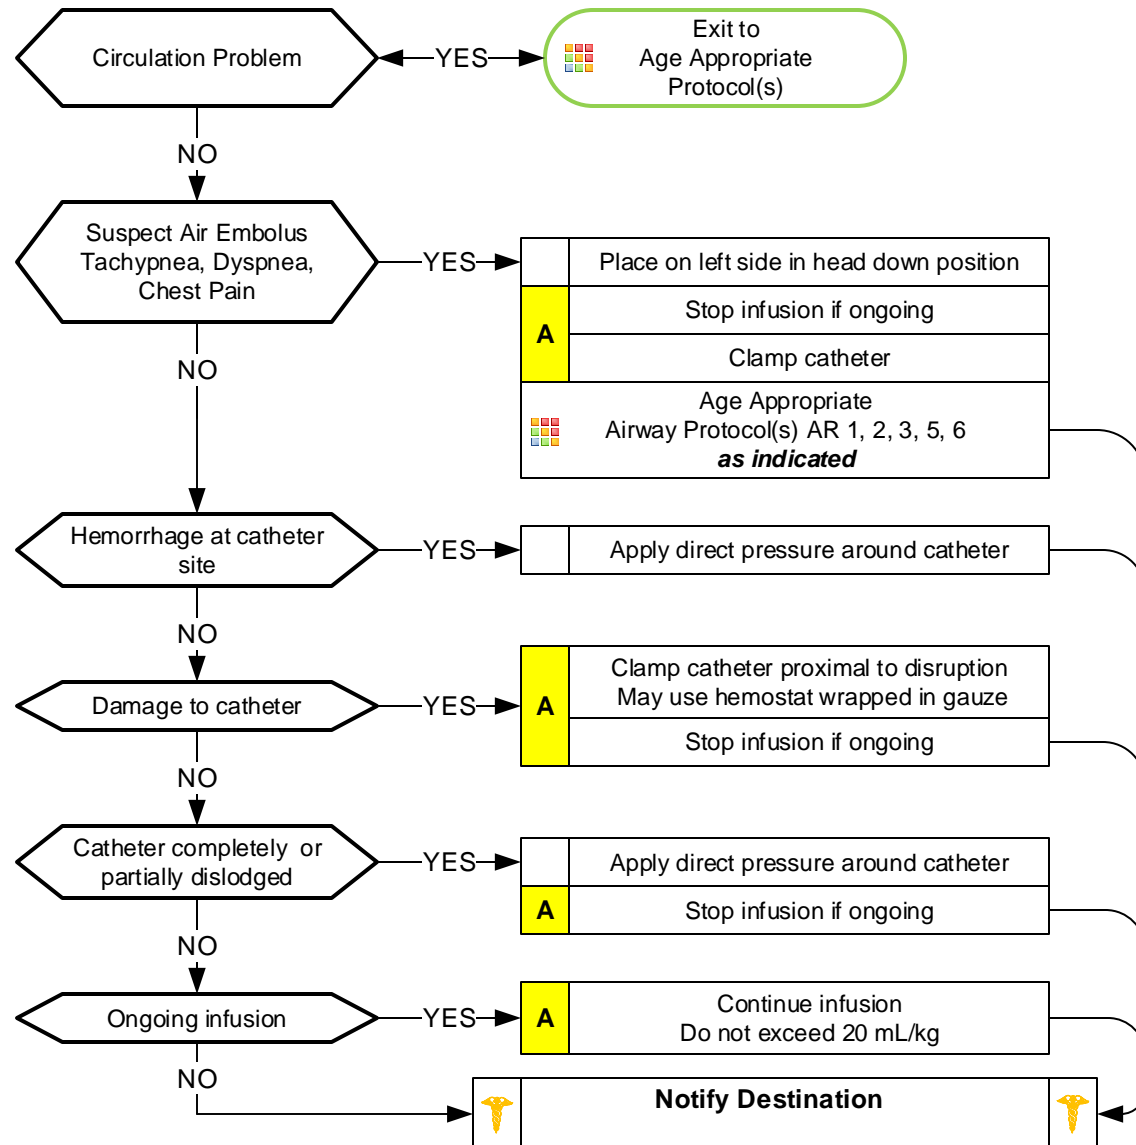 Circulation Problem
YES
Exit to
Age Appropriate
Protocol(s)
NO
Suspect Air Embolus
Tachypnea, Dyspnea,
Chest Pain
YES
Place on left side in head down position
A
Stop infusion if ongoing
Clamp catheter
Age Appropriate
Airway Protocol(s) AR 1, 2, 3, 5, 6
as indicated
NO
Hemorrhage at catheter
site
YES
Apply direct pressure around catheter
NO
Damage to catheter
YES
A
Clamp catheter proximal to disruption
May use hemostat wrapped in gauze
Stop infusion if ongoing
NO
Catheter completely or
partially dislodged
YES
Apply direct pressure around catheter
A
Stop infusion if ongoing
NO
Ongoing infusion
YES
A
Continue infusion
Do not exceed 20 mL/kg
NO
Notify Destination